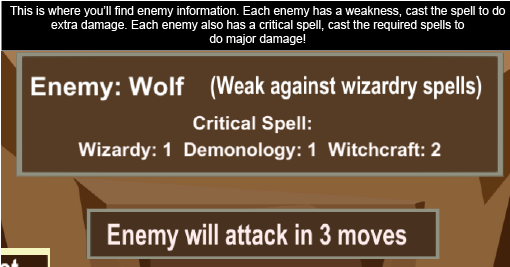 This is where you'll find enemy information. Each enemy has a weakness, cast the spell to do
extra damage. Each enemy also has a critical spell, cast the required spells to
do major damage!
Enemy: Wolf (Weak against wizardry spells)
Critical Spell:
Wizardy: 1 Demonology: 1 Witchcraft: 2
Enemy will attack in 3 moves